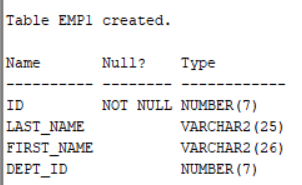 Table EMP1 created.
Name Null? Type
---------- -------- ------------
ID NOT NULL NUMBER(7)
LAST_NAME VARCHAR2(25)
FIRST_NAME VARCHAR2(26)
DEPT_ID NUMBER(7)